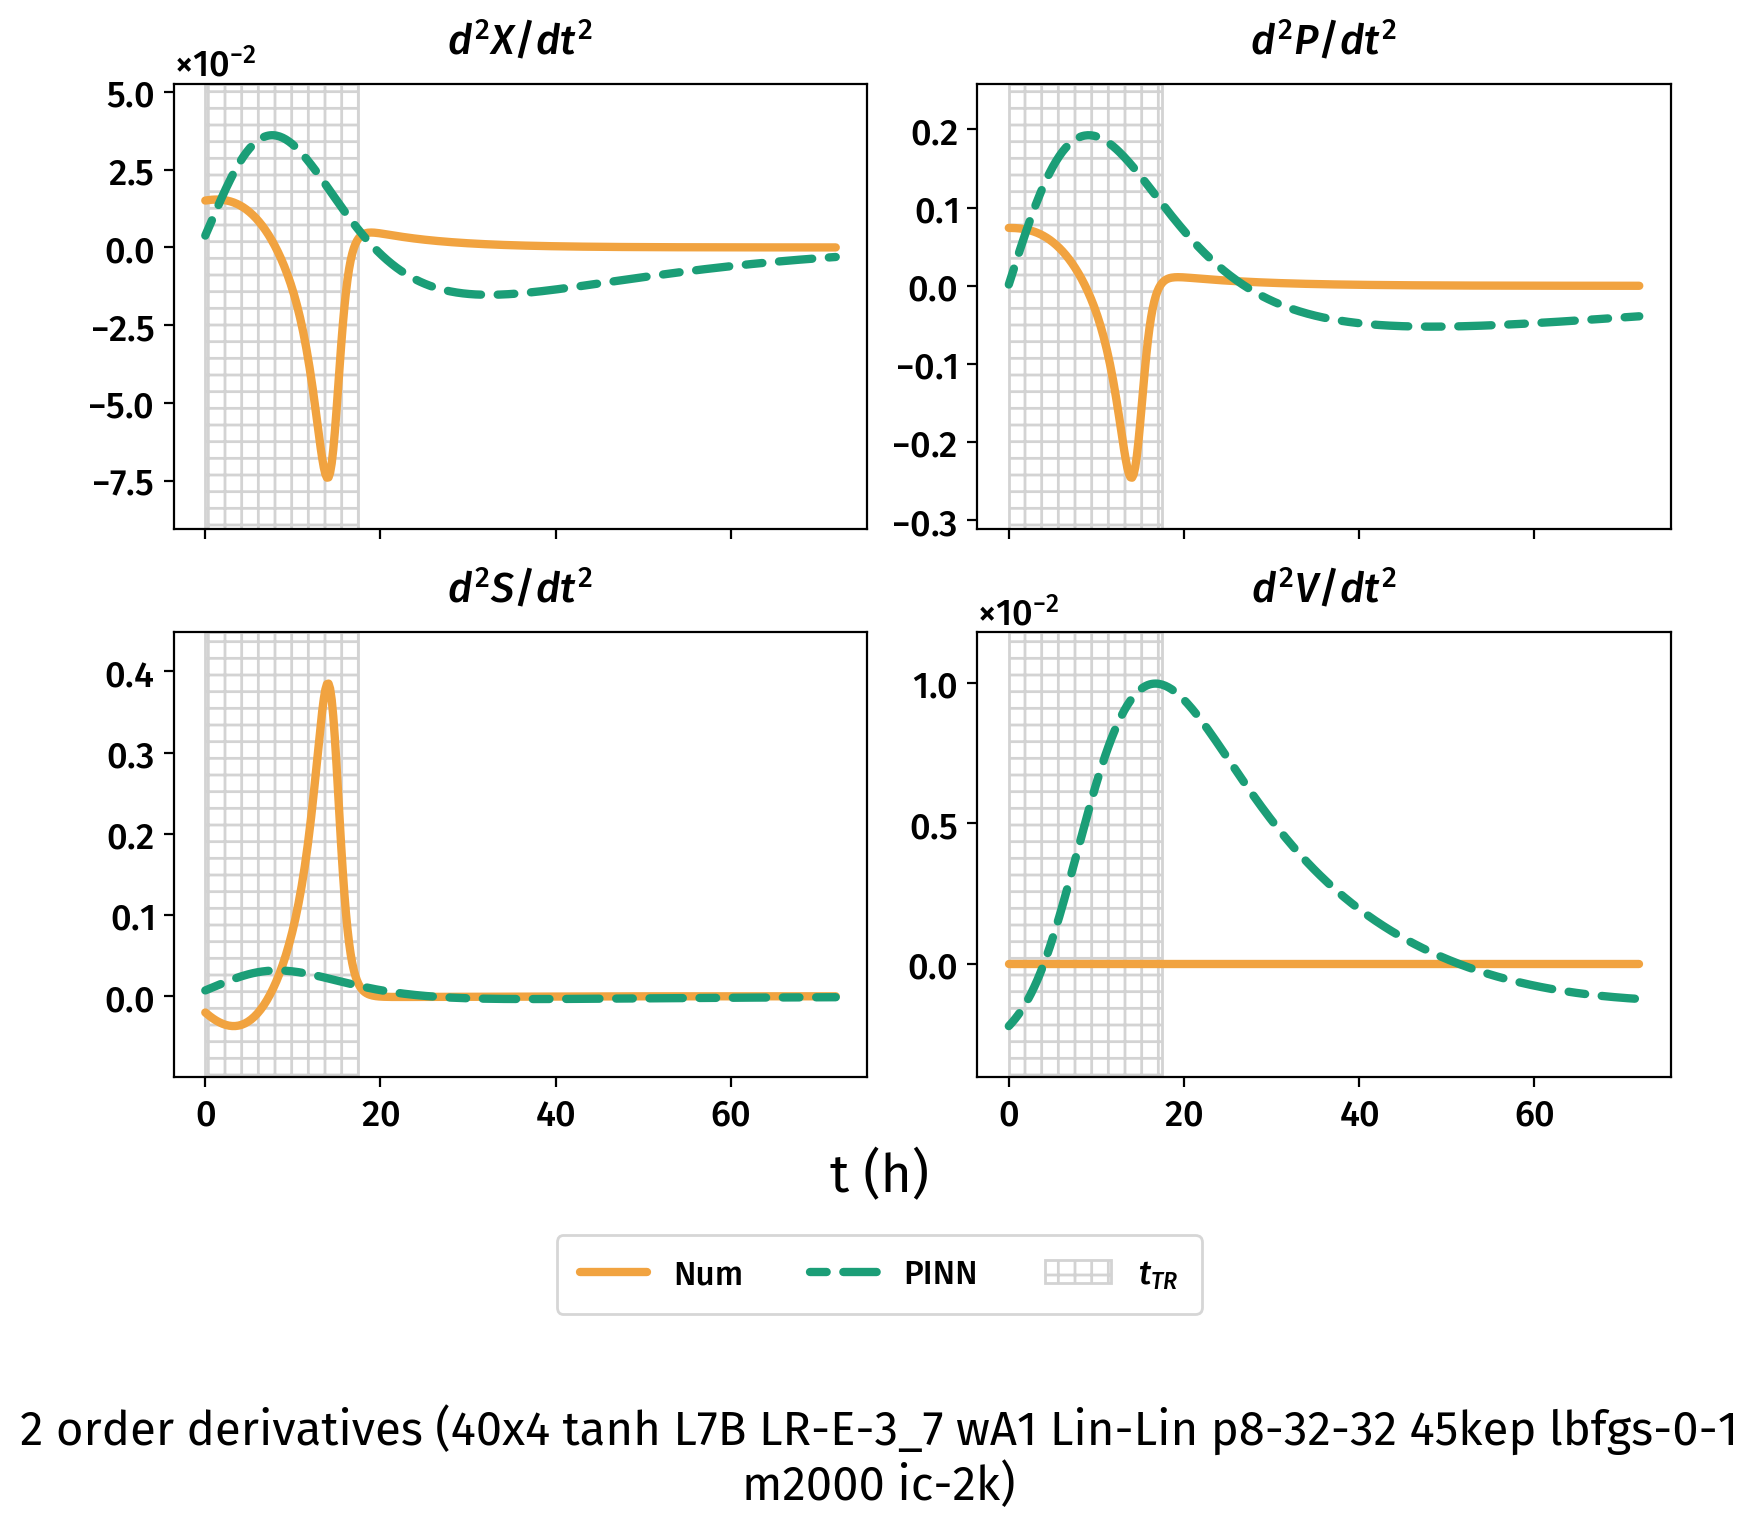 d²X/dt²
×10⁻²
5.0
2.5
0.0
−2.5
−5.0
−7.5
d²P/dt²
0.2
0.1
0.0
−0.1
−0.2
−0.3
d²S/dt²
0.4
0.3
0.2
0.1
0.0
0 20 40 60
d²V/dt²
×10⁻²
1.0
0.5
0.0
0 20 40 60
t (h)
Num PINN t_TR
2 order derivatives (40x4 tanh L7B LR-E-3_7 wA1 Lin-Lin p8-32-32 45kep lbfgs-0-1
m2000 ic-2k)